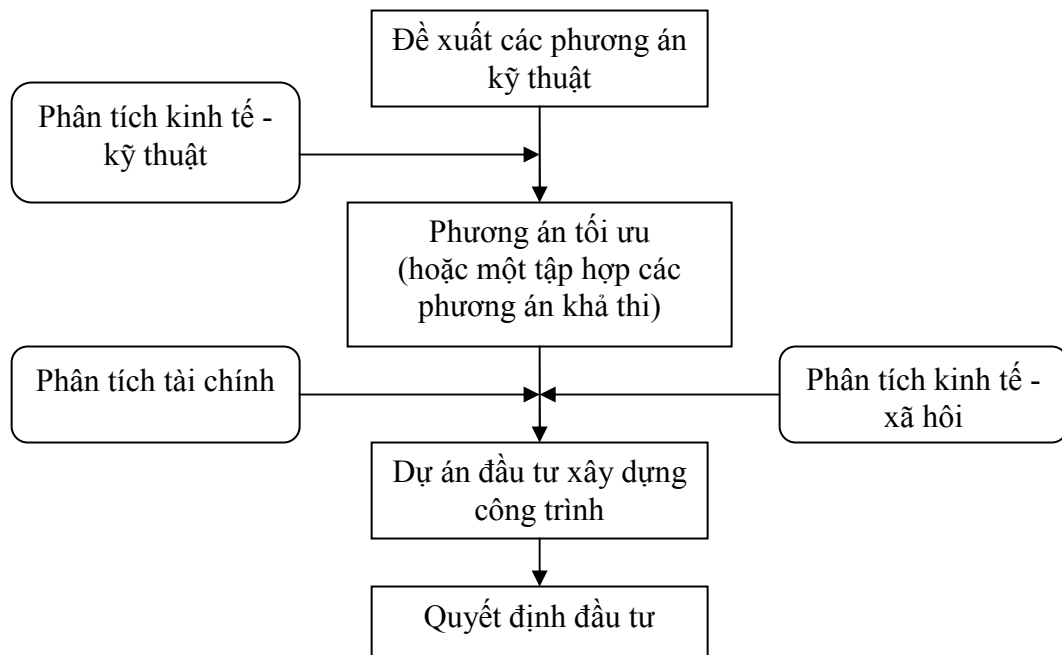 Đề xuất các phương án
kỹ thuật
Phân tích kinh tế -
kỹ thuật
Phương án tối ưu
(hoặc một tập hợp các
phương án khả thi)
Phân tích tài chính
Phân tích kinh tế -
xã hôi
Dự án đầu tư xây dựng
công trình
Quyết định đầu tư